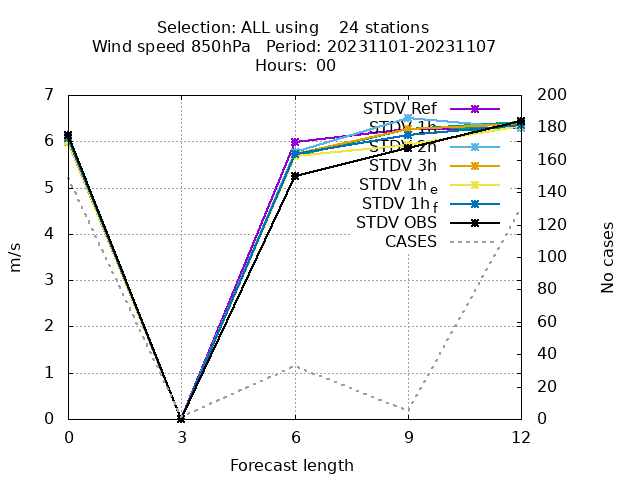 Selection: ALL using 24 stations
Wind speed 850hPa Period: 20231101-20231107
Hours: 00
STDV Ref
STDV 1h
STDV 2h
STDV 3h
STDV 1h e
STDV 1h f
STDV OBS
CASES
7
6
5
4
3
2
1
0
m/s
200
180
160
140
120
100
80
60
40
20
0
No cases
0 3 6 9 12
Forecast length